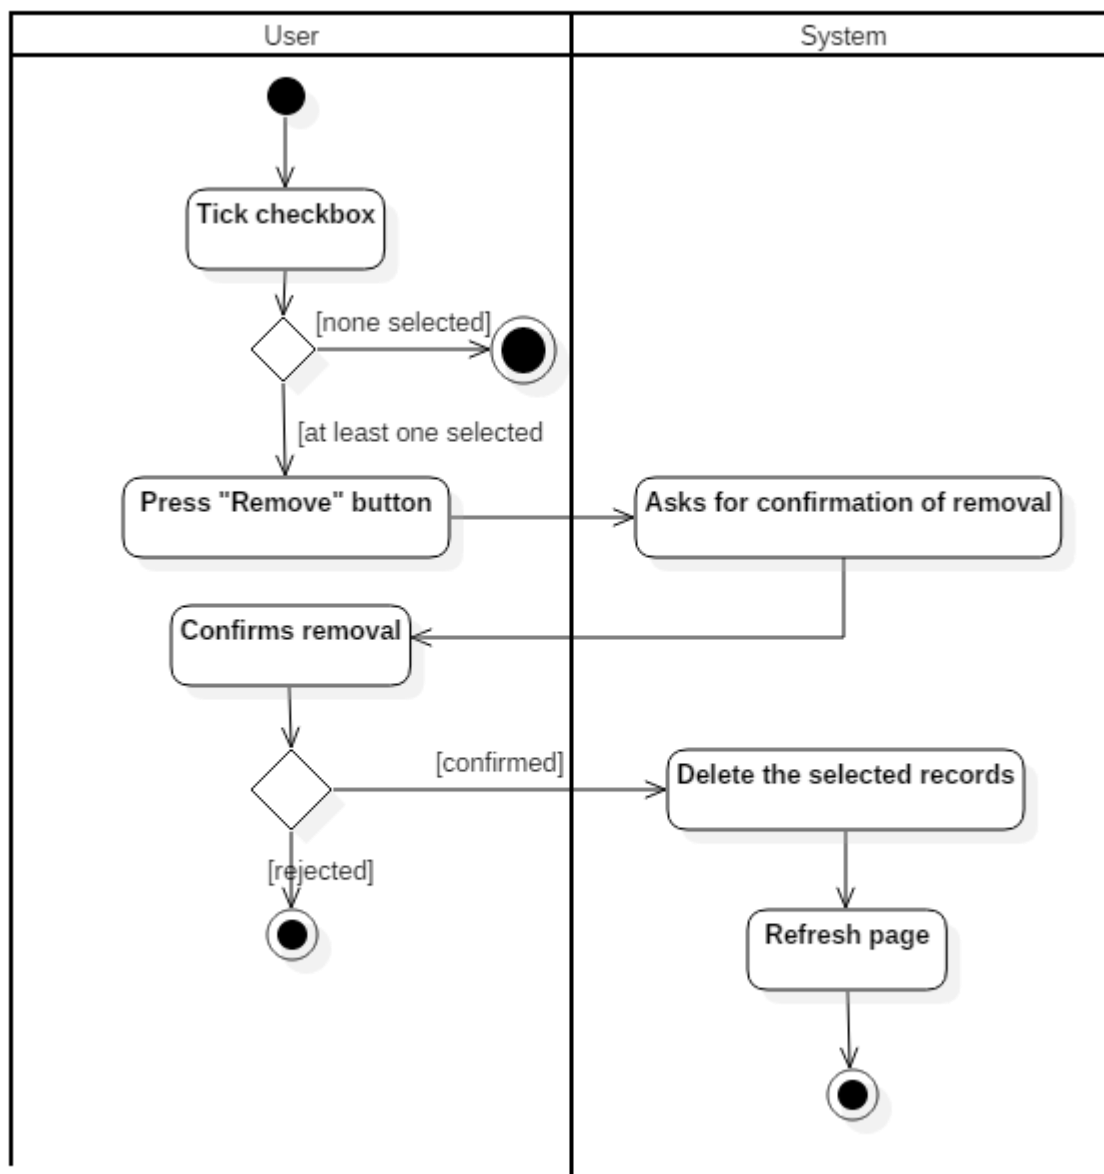 User
System
Tick checkbox
[none selected]
[at least one selected
Press "Remove" button
Asks for confirmation of removal
Confirms removal
[confirmed]
Delete the selected records
[rejected]
Refresh page